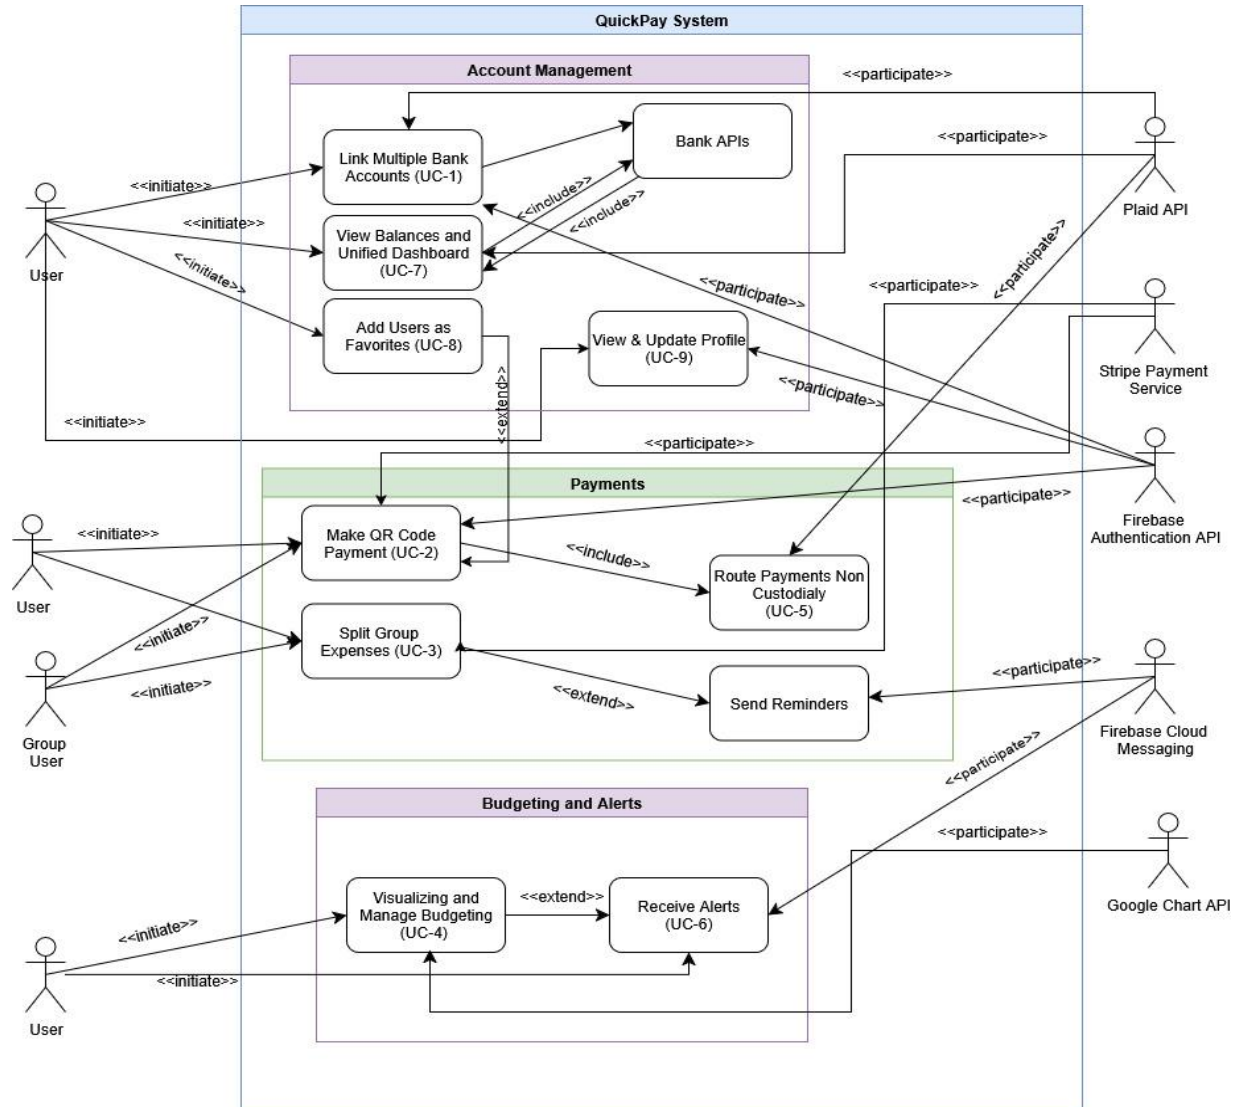 QuickPay System
Account Management
<<participate>>
Bank APIs
Link Multiple Bank
Accounts (UC-1)
<<participate>>
<<initiate>>
<<include>>
<<include>>
Plaid API
<<initiate>>
View Balances and
Unified Dashboard
(UC-7)
<<participate>>
User
<<initiate>>
<<participate>>
<<participate>>
Add Users as
Favorites (UC-8)
View & Update Profile
(UC-9)
Stripe Payment
Service
<<participate>>
<<extend>>
<<initiate>>
<<participate>>
Payments
<<participate>>
Firebase
Authentication API
<<initiate>>
Make QR Code
Payment (UC-2)
<<include>>
Route Payments Non
Custodialy
(UC-5)
User
<<initiate>>
Split Group
Expenses (UC-3)
<<participate>>
<<initiate>>
<<extend>>
Send Reminders
Group
User
Firebase Cloud
Messaging
<<participate>>
Budgeting and Alerts
<<participate>>
Visualizing and
Manage Budgeting
(UC-4)
<<extend>>
Receive Alerts
(UC-6)
Google Chart API
<<initiate>>
<<initiate>>
User